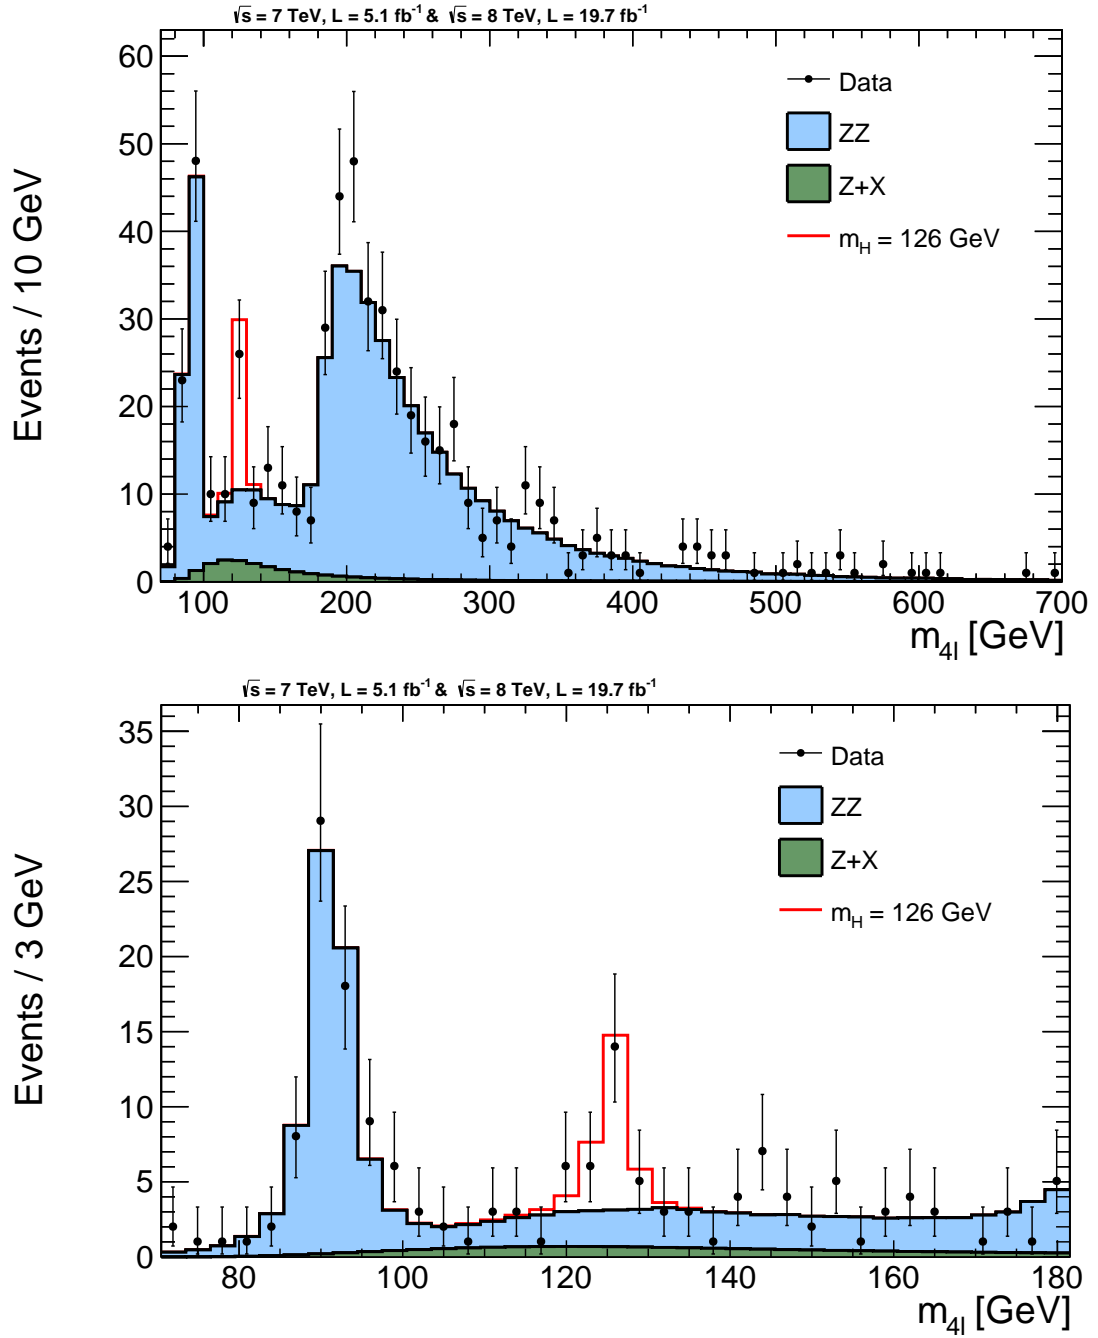 √s = 7 TeV, L = 5.1 fb⁻¹ & √s = 8 TeV, L = 19.7 fb⁻¹
Events / 10 GeV
60
50
40
30
20
10
0
Data
ZZ
Z+X
m_H = 126 GeV
100 200 300 400 500 600 700
m_4l [GeV]
√s = 7 TeV, L = 5.1 fb⁻¹ & √s = 8 TeV, L = 19.7 fb⁻¹
Events / 3 GeV
35
30
25
20
15
10
5
0
Data
ZZ
Z+X
m_H = 126 GeV
80 100 120 140 160 180
m_4l [GeV]